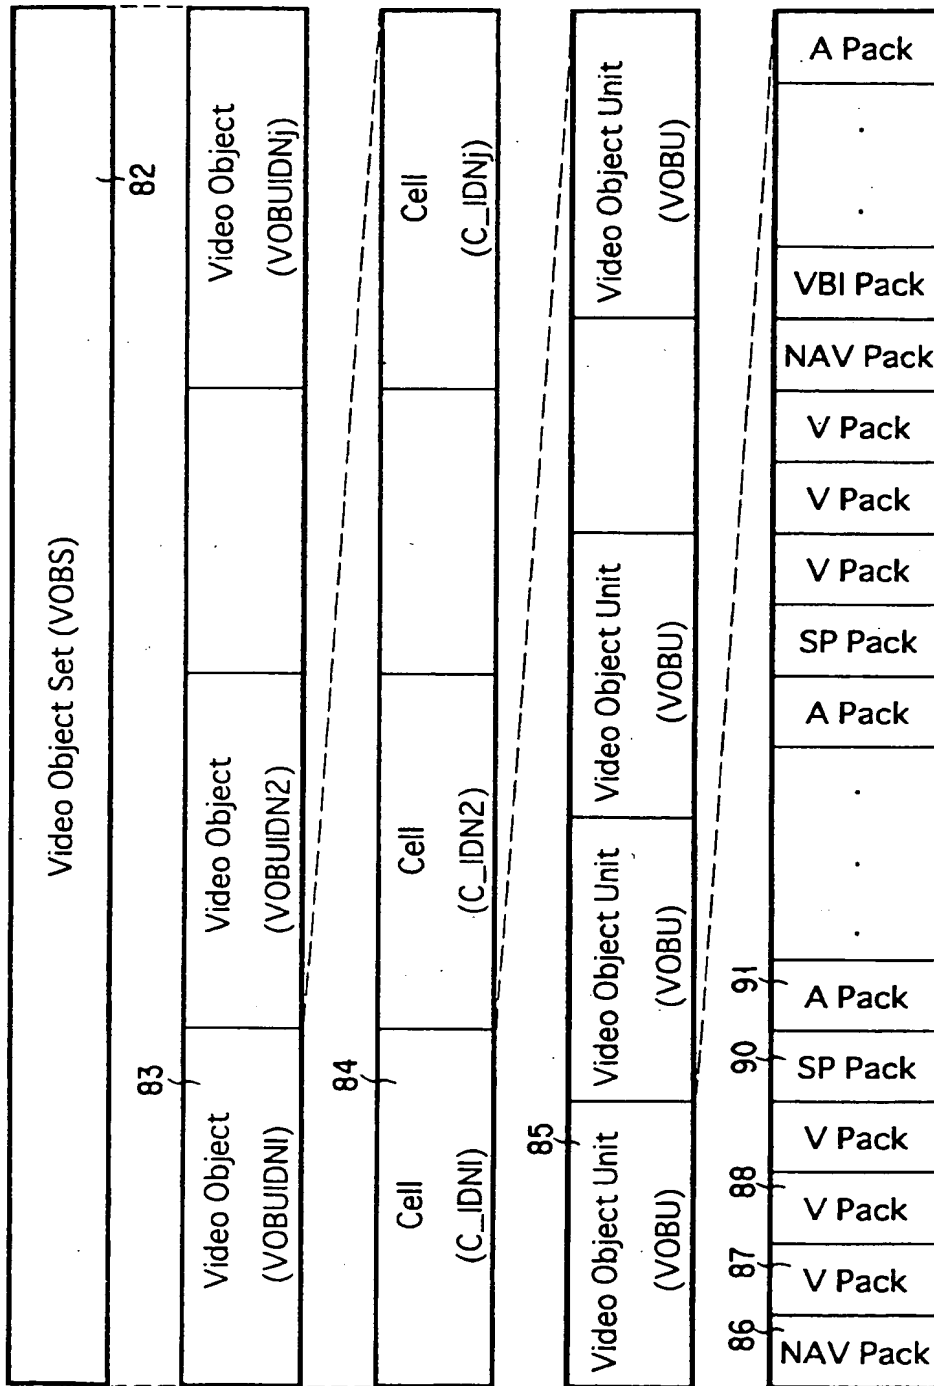 Video Object Set (VOBS)
82
83
Video Object
(VOBUIDN1)
Video Object
(VOBUIDN2)
Video Object
(VOBUIDNj)
84
Cell
(C_IDN1)
Cell
(C_IDN2)
Cell
(C_IDNj)
85
Video Object Unit
(VOBU)
Video Object Unit
(VOBU)
Video Object Unit
(VOBU)
Video Object Unit
(VOBU)
86
87
88
90
91
NAV Pack
V Pack
V Pack
V Pack
SP Pack
A Pack
. . .
A Pack
SP Pack
V Pack
V Pack
V Pack
NAV Pack
VBI Pack
. .
A Pack